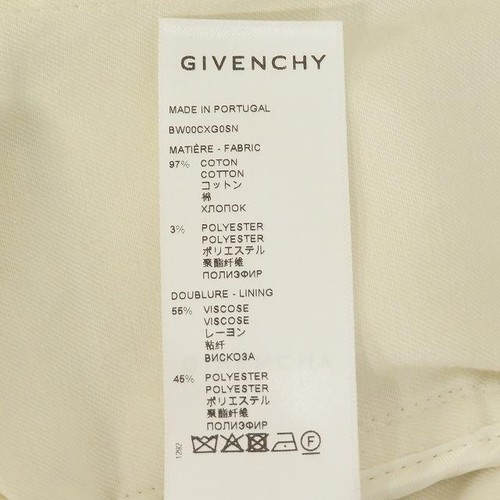 GIVENCHY
MADE IN PORTUGAL
BW00CXG0SN
MATIÈRE - FABRIC
97% COTON
COTTON
コットン
棉
ХЛОПОК
3% POLYESTER
POLYESTER
ポリエステル
聚酯纤维
ПОЛИЭФИР
DOUBLURE - LINING
55% VISCOSE
VISCOSE
レーヨン
粘纤
ВИСКОЗА
45% POLYESTER
POLYESTER
ポリエステル
聚酯纤维
ПОЛИЭФИР
1292 F